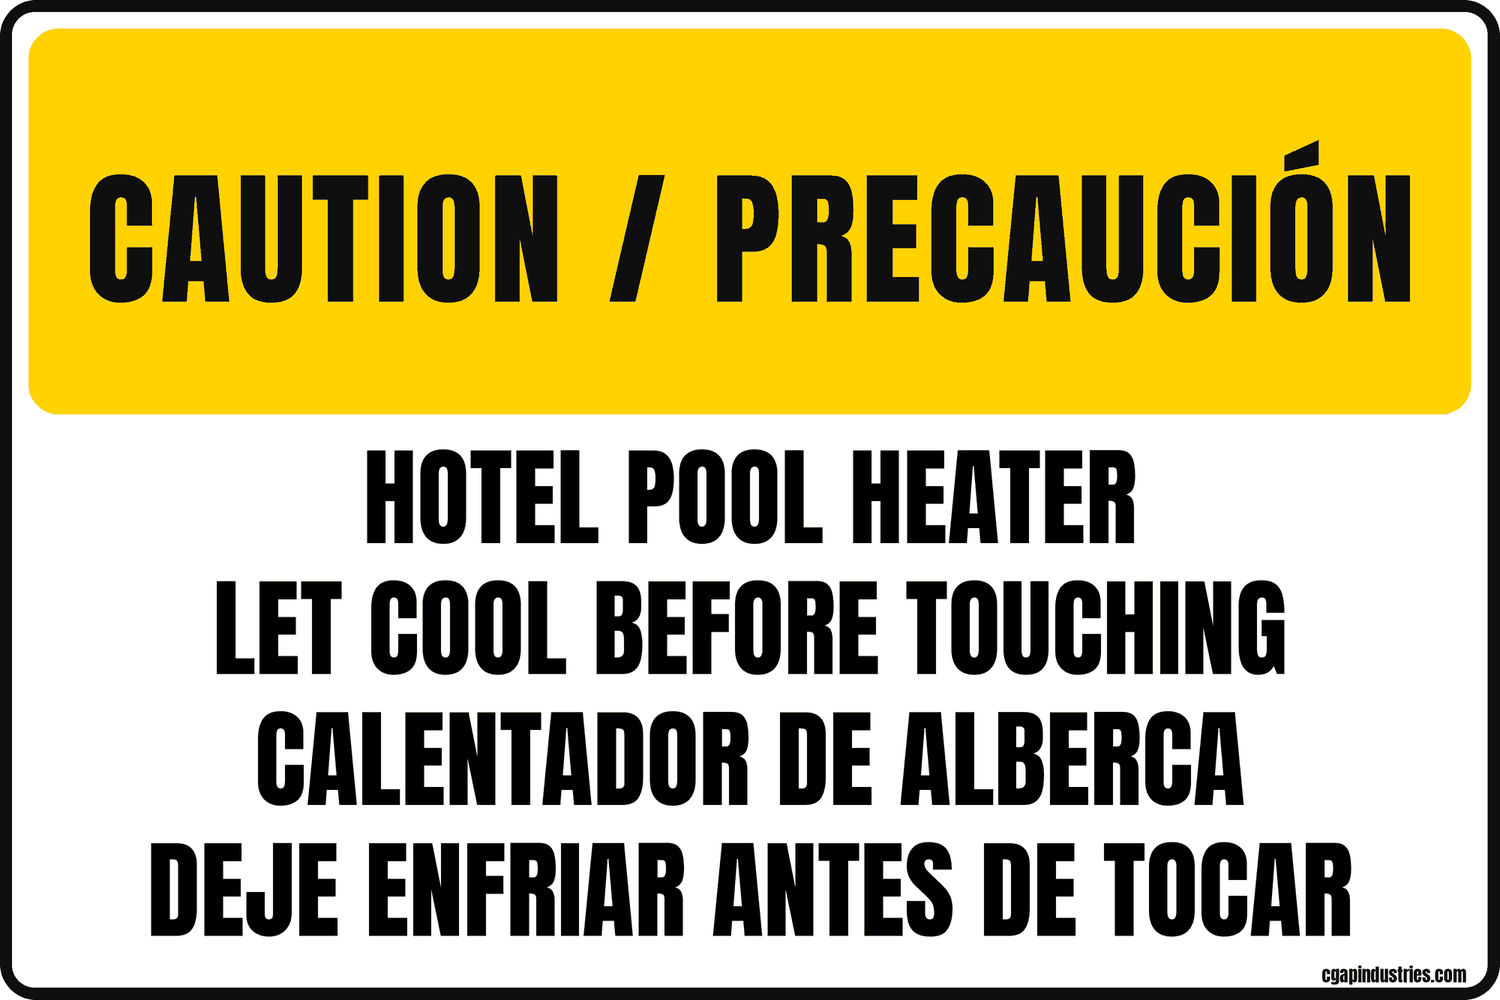 CAUTION / PRECAUCIÓN
HOTEL POOL HEATER
LET COOL BEFORE TOUCHING
CALENTADOR DE ALBERCA
DEJE ENFRIAR ANTES DE TOCAR
cgapindustries.com